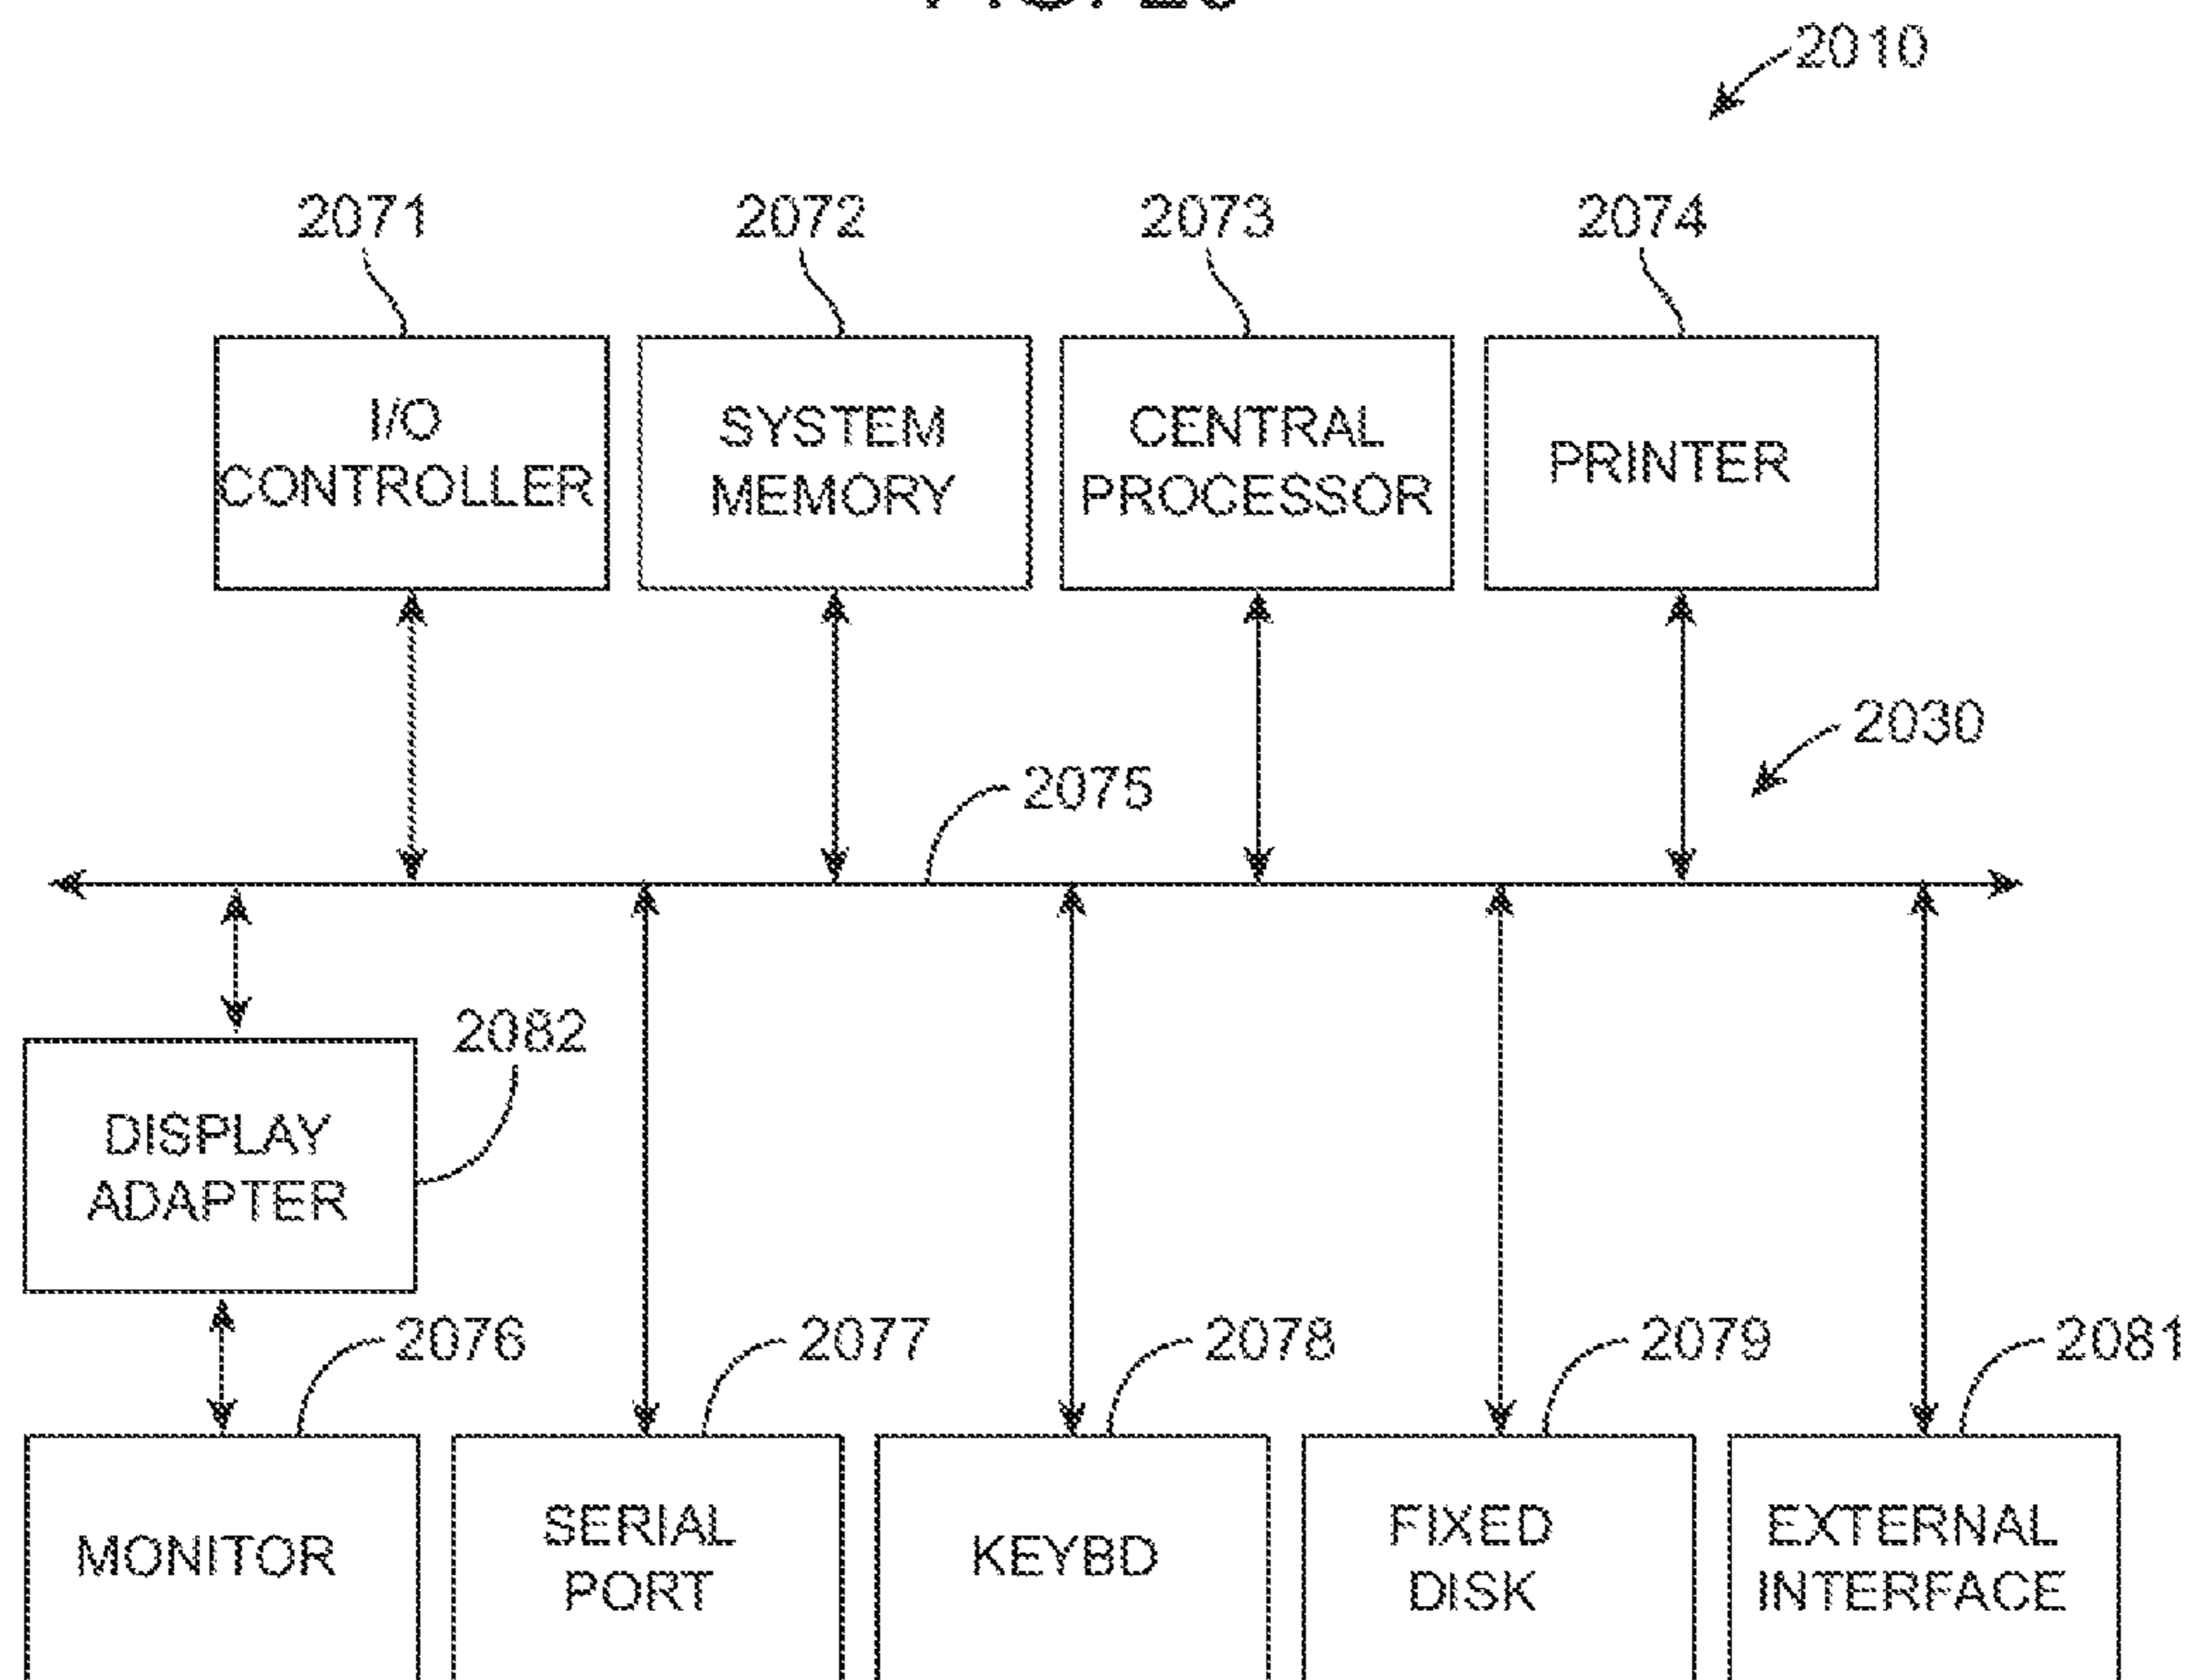 2010
2071
2072
2073
2074
I/O
CONTROLLER
SYSTEM
MEMORY
CENTRAL
PROCESSOR
PRINTER
2030
2075
2082
DISPLAY
ADAPTER
2076
2077
2078
2079
2081
MONITOR
SERIAL
PORT
KEYBD
FIXED
DISK
EXTERNAL
INTERFACE